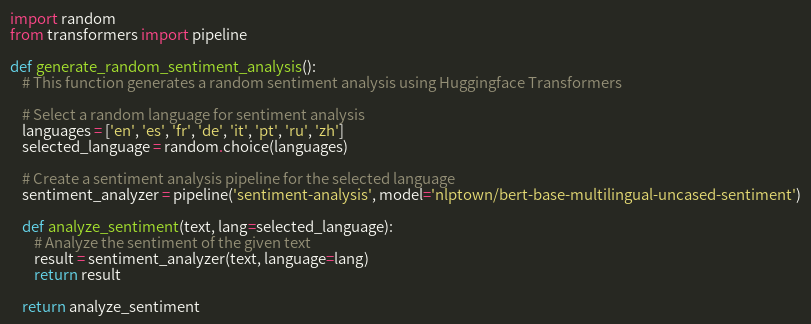 import random
from transformers import pipeline

def generate_random_sentiment_analysis():
    # This function generates a random sentiment analysis using Huggingface Transformers

    # Select a random language for sentiment analysis
    languages = ['en', 'es', 'fr', 'de', 'it', 'pt', 'ru', 'zh']
    selected_language = random.choice(languages)

    # Create a sentiment analysis pipeline for the selected language
    sentiment_analyzer = pipeline('sentiment-analysis', model='nlptown/bert-base-multilingual-uncased-sentiment')

    def analyze_sentiment(text, lang=selected_language):
        # Analyze the sentiment of the given text
        result = sentiment_analyzer(text, language=lang)
        return result

    return analyze_sentiment